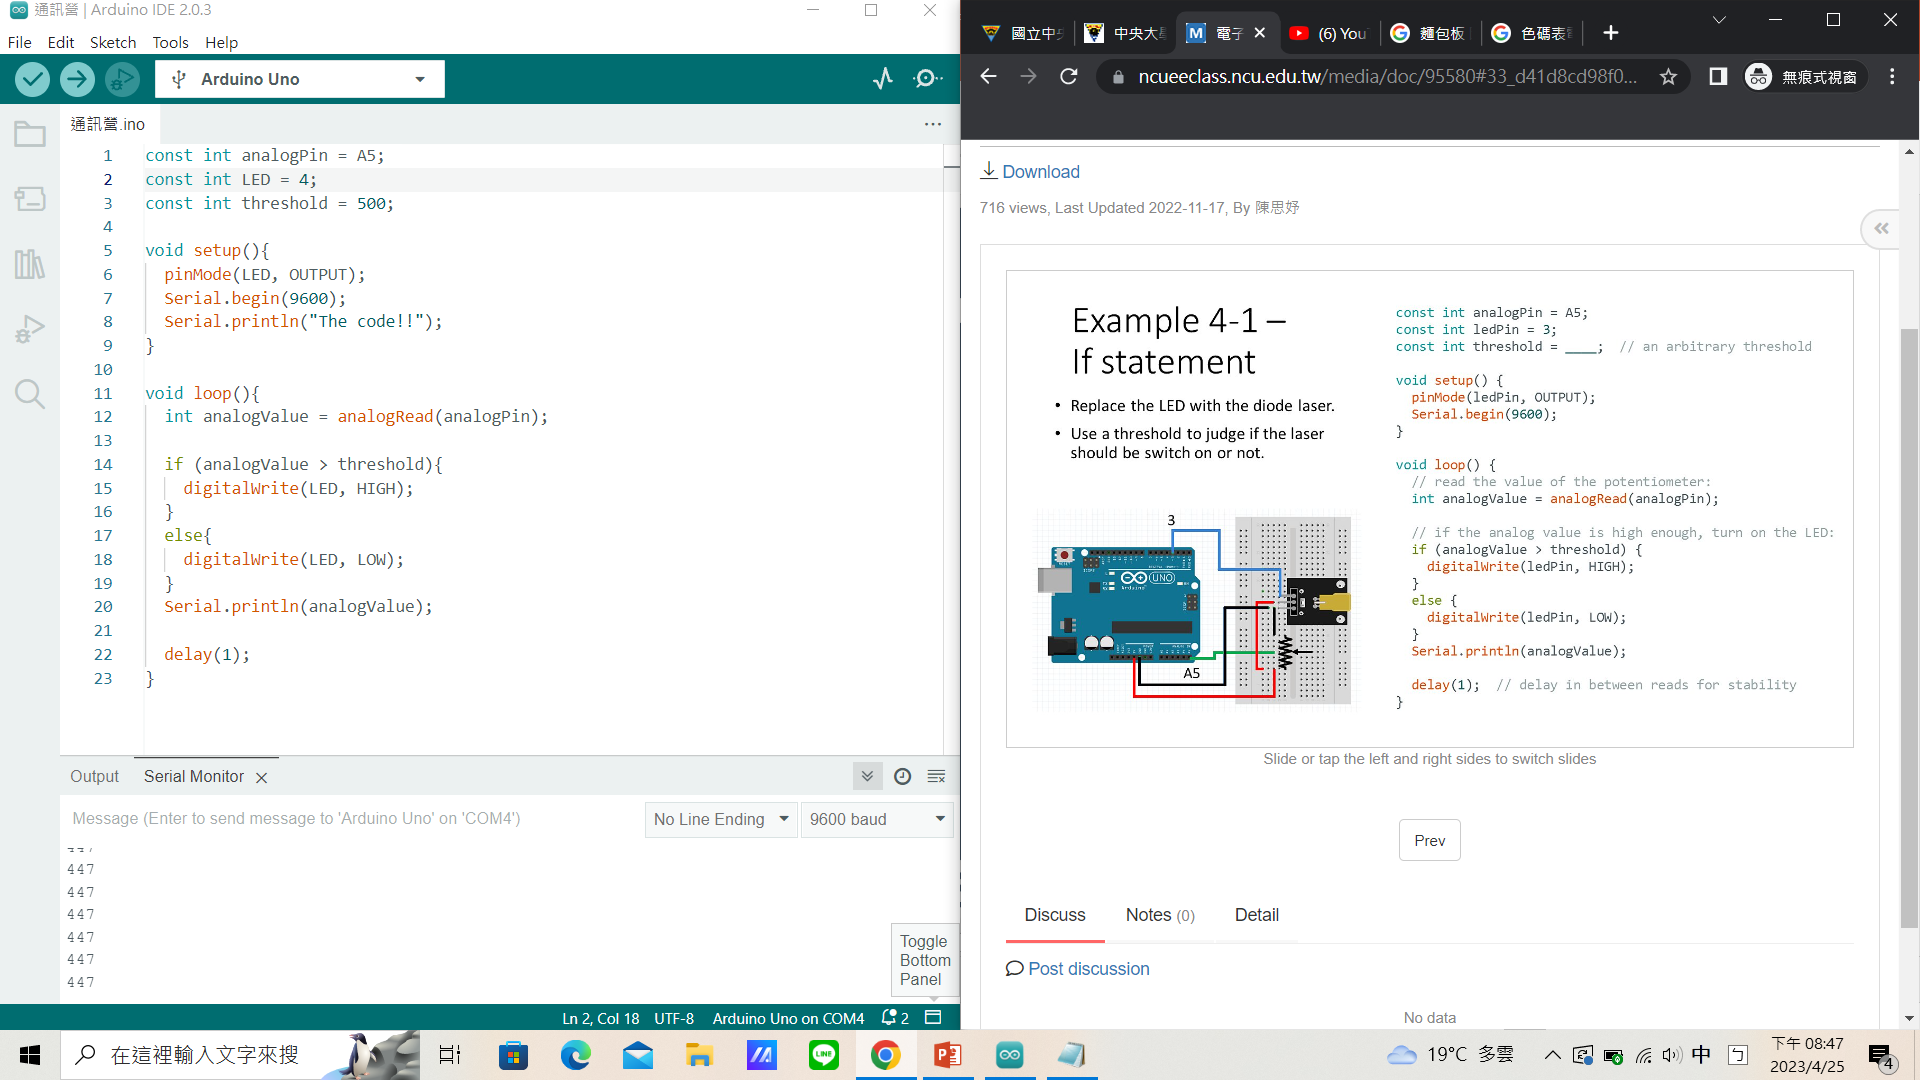 通訊營 | Arduino IDE 2.0.3
File Edit Sketch Tools Help
Arduino Uno
通訊營.ino
1 const int analogPin = A5;
2 const int LED = 4;
3 const int threshold = 500;
4
5 void setup(){
6 pinMode(LED, OUTPUT);
7 Serial.begin(9600);
8 Serial.println("The code!!");
9 }
10
11 void loop(){
12 int analogValue = analogRead(analogPin);
13
14 if (analogValue > threshold){
15 digitalWrite(LED, HIGH);
16 }
17 else{
18 digitalWrite(LED, LOW);
19 }
20 Serial.println(analogValue);
21
22 delay(1);
23 }
Output Serial Monitor
Message (Enter to send message to 'Arduino Uno' on 'COM4')
No Line Ending 9600 baud
447
447
447
447
447
447
447
Toggle
Bottom
Panel
Ln 2, Col 18 UTF-8 Arduino Uno on COM4 2
國立中央 中央大學 電子 (6) You 麵包板 色碼表電
ncueeclass.ncu.edu.tw/media/doc/95580#33_d41d8cd98f0... 無痕式視窗
Download
716 views, Last Updated 2022-11-17, By 陳思妤
Example 4-1 –
If statement
• Replace the LED with the diode laser.
• Use a threshold to judge if the laser
should be switch on or not.
3
UNO
Arduino
A5
const int analogPin = A5;
const int ledPin = 3;
const int threshold = ____; // an arbitrary threshold
void setup() {
pinMode(ledPin, OUTPUT);
Serial.begin(9600);
}
void loop() {
// read the value of the potentiometer:
int analogValue = analogRead(analogPin);
// if the analog value is high enough, turn on the LED:
if (analogValue > threshold) {
digitalWrite(ledPin, HIGH);
}
else {
digitalWrite(ledPin, LOW);
}
Serial.println(analogValue);
delay(1); // delay in between reads for stability
}
Slide or tap the left and right sides to switch slides
Prev
Discuss Notes (0) Detail
Post discussion
No data
在這裡輸入文字來搜
LINE
19°C 多雲
中
下午 08:47
2023/4/25
4